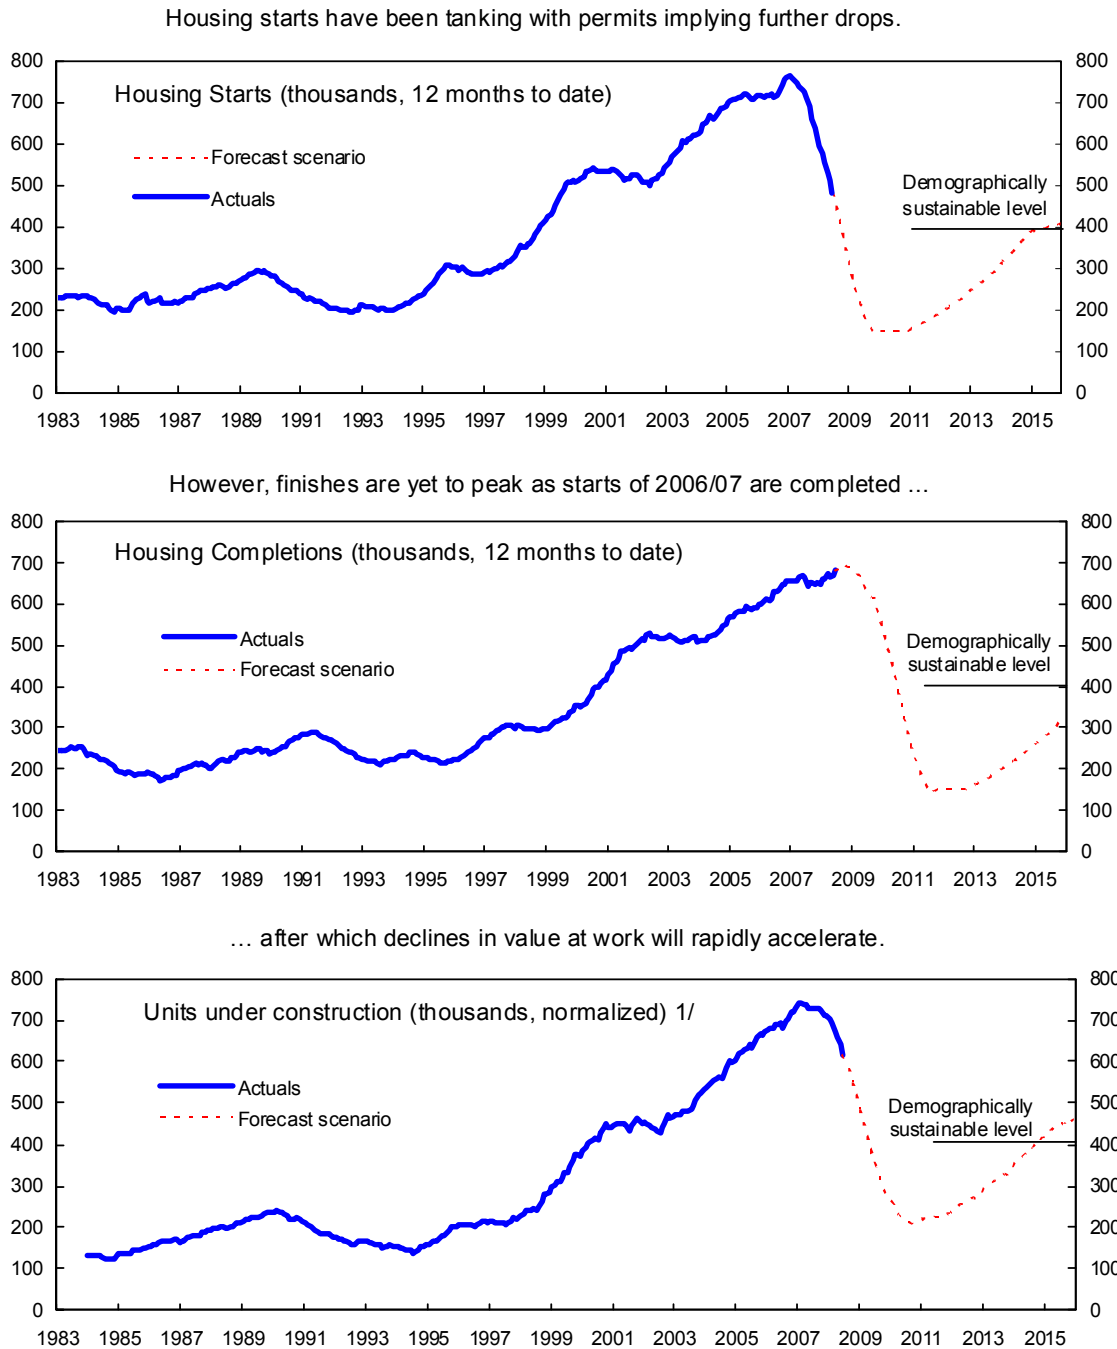 Housing starts have been tanking with permits implying further drops.
800 800
Housing Starts (thousands, 12 months to date)
700 700
Forecast scenario
600 600
Actuals
500 500
Demographically
sustainable level
400 400
300 300
200 200
100 100
0 0
1983 1985 1987 1989 1991 1993 1995 1997 1999 2001 2003 2005 2007 2009 2011 2013 2015
However, finishes are yet to peak as starts of 2006/07 are completed ...
800 800
Housing Completions (thousands, 12 months to date)
700 700
600 600
Actuals
Demographically
500 500
sustainable level
Forecast scenario
400 400
300 300
200 200
100 100
0 0
1983 1985 1987 1989 1991 1993 1995 1997 1999 2001 2003 2005 2007 2009 2011 2013 2015
... after which declines in value at work will rapidly accelerate.
800 800
Units under construction (thousands, normalized) 1/
700 700
600 600
Actuals
500 500
Forecast scenario
Demographically
sustainable level
400 400
300 300
200 200
100 100
0 0
1983 1985 1987 1989 1991 1993 1995 1997 1999 2001 2003 2005 2007 2009 2011 2013 2015